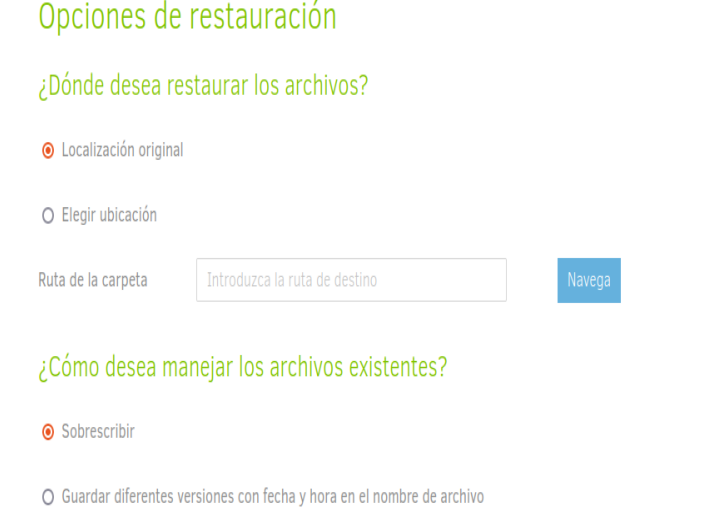 Opciones de restauración
¿Dónde desea restaurar los archivos?
Localización original
Elegir ubicación
Ruta de la carpeta Introduzca la ruta de destino Navega
¿Cómo desea manejar los archivos existentes?
Sobrescribir
Guardar diferentes versiones con fecha y hora en el nombre de archivo